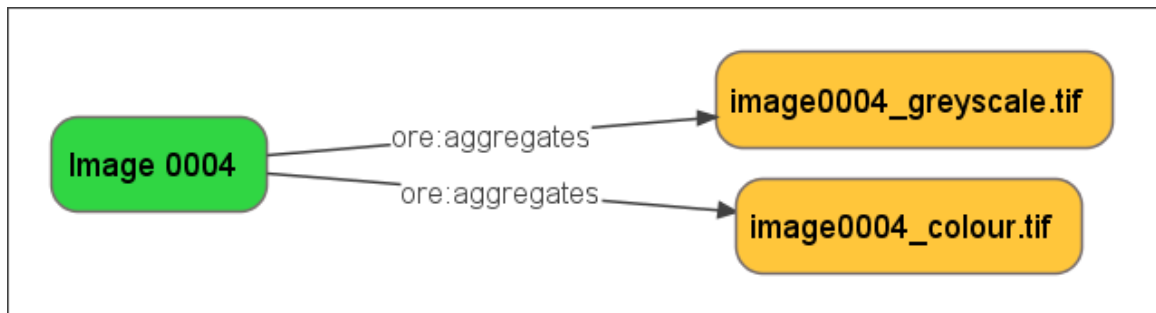 Image 0004
ore:aggregates
image0004_greyscale.tif
ore:aggregates
image0004_colour.tif